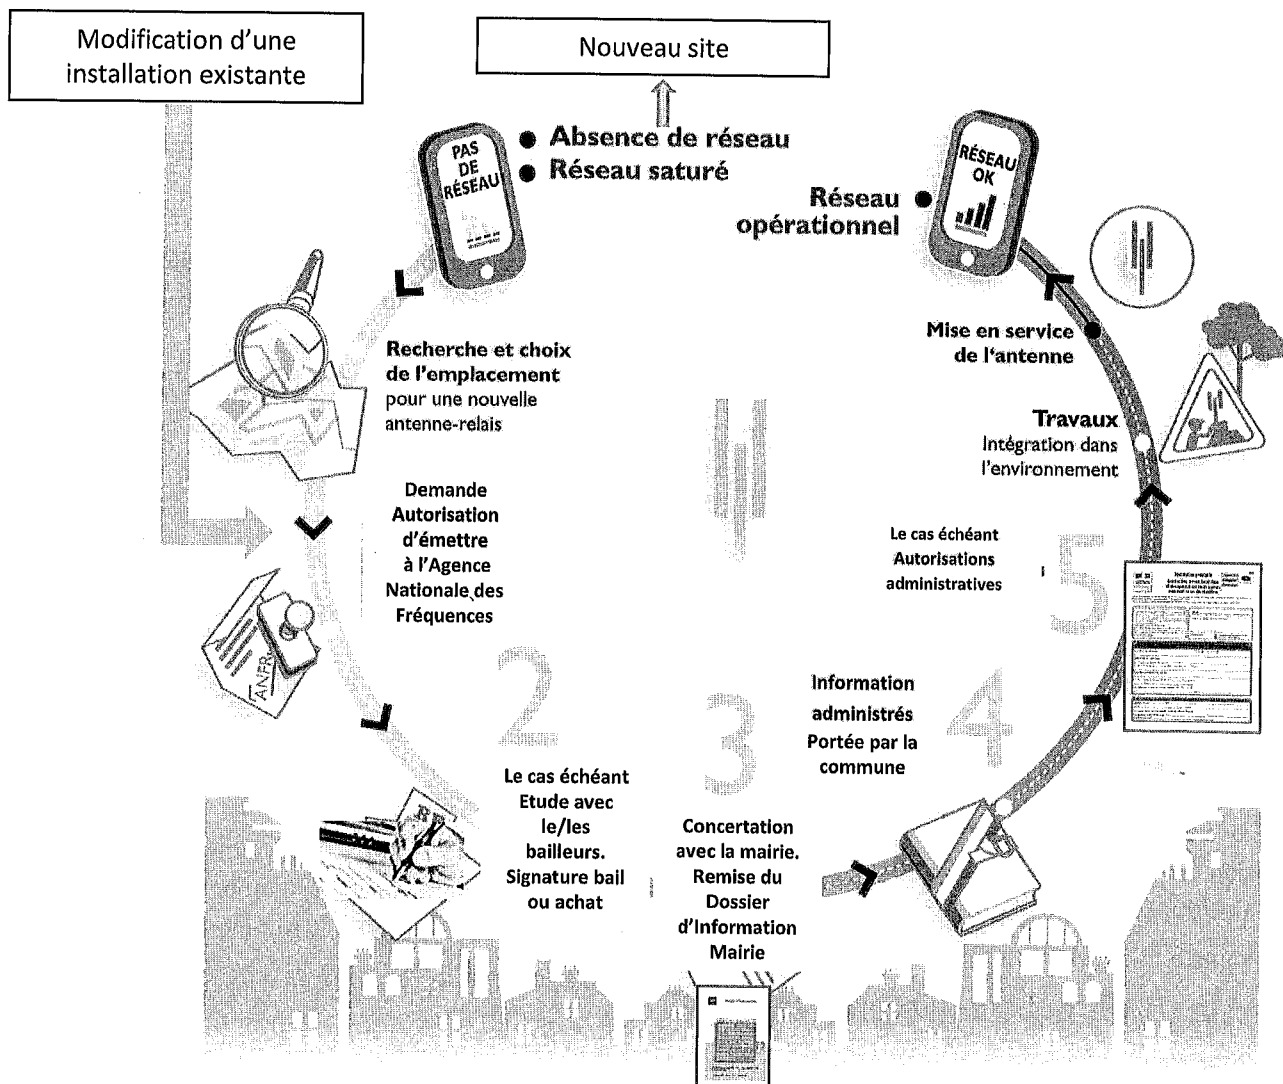 Modification d'une
installation existante
Nouveau site
Absence de réseau
Réseau saturé
PAS
DE
RÉSEAU
RÉSEAU
OK
Réseau
opérationnel
Mise en service
de l'antenne
Recherche et choix
de l'emplacement
pour une nouvelle
antenne-relais
Travaux
Intégration dans
l'environnement
Demande
Autorisation
d'émettre
à l'Agence
Nationale des
Fréquences
ANFR
Le cas échéant
Autorisations
administratives
5
2
Le cas échéant
Etude avec
le/les
bailleurs.
Signature bail
ou achat
3
Concertation
avec la mairie.
Remise du
Dossier
d'Information
Mairie
4
Information
administrés
Portée par la
commune